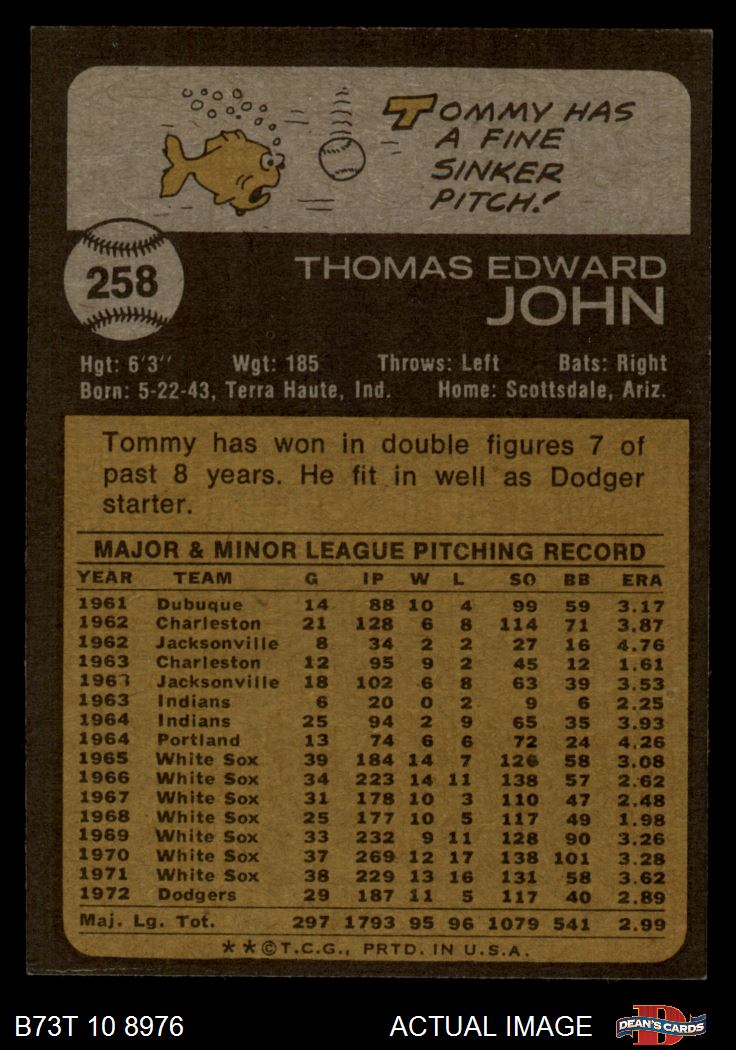 TOMMY HAS
A FINE
SINKER
PITCH!
258
THOMAS EDWARD
JOHN
Hgt: 6'3'' Wgt: 185 Throws: Left Bats: Right
Born: 5-22-43, Terra Haute, Ind. Home: Scottsdale, Ariz.
Tommy has won in double figures 7 of
past 8 years. He fit in well as Dodger
starter.
MAJOR & MINOR LEAGUE PITCHING RECORD
YEAR TEAM G IP W L SO BB ERA
1961 Dubuque 14 88 10 4 99 59 3.17
1962 Charleston 21 128 6 8 114 71 3.87
1962 Jacksonville 8 34 2 2 27 16 4.76
1963 Charleston 12 95 9 2 45 12 1.61
1963 Jacksonville 18 102 6 8 63 39 3.53
1963 Indians 6 20 0 2 9 6 2.25
1964 Indians 25 94 2 9 65 35 3.93
1964 Portland 13 74 6 6 72 24 4.26
1965 White Sox 39 184 14 7 126 58 3.08
1966 White Sox 34 223 14 11 138 57 2.62
1967 White Sox 31 178 10 3 110 47 2.48
1968 White Sox 25 177 10 5 117 49 1.98
1969 White Sox 33 232 9 11 128 90 3.26
1970 White Sox 37 269 12 17 138 101 3.28
1971 White Sox 38 229 13 16 131 58 3.62
1972 Dodgers 29 187 11 5 117 40 2.89
Maj. Lg. Tot. 297 1793 95 96 1079 541 2.99
* * © T.C.G., PRTD. IN U.S.A.
B73T 10 8976 ACTUAL IMAGE
D
DEAN'S CARDS